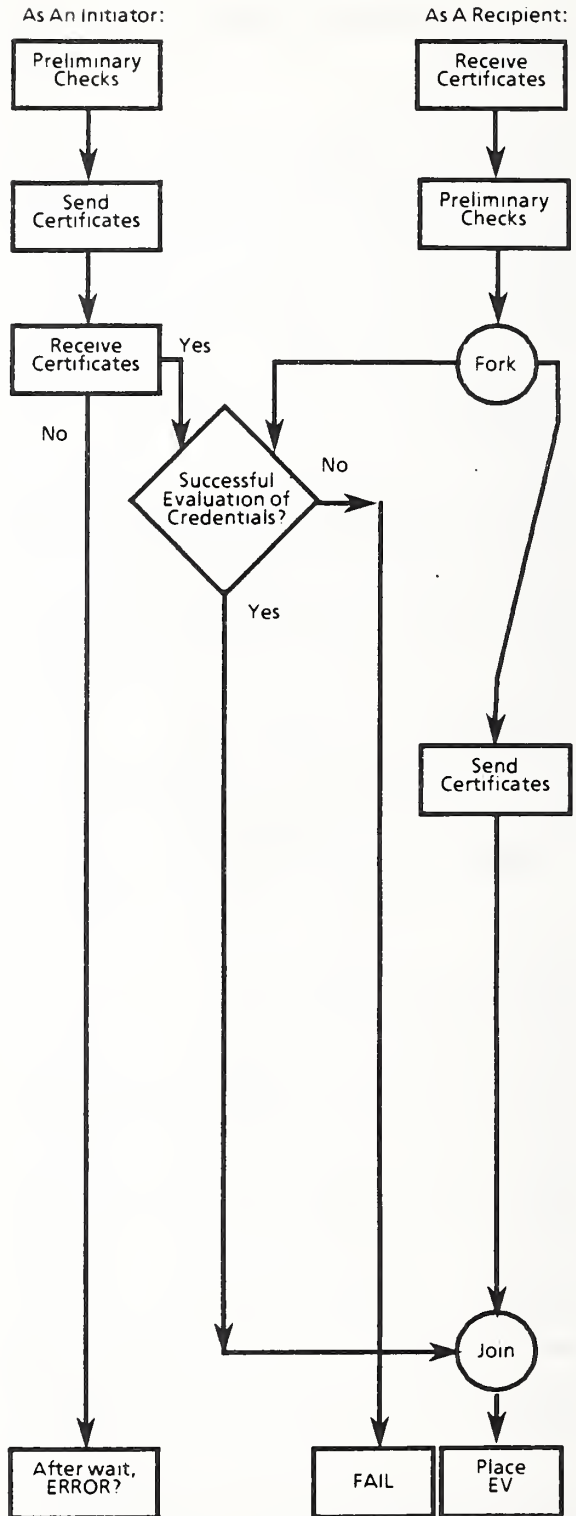 As An Initiator:
As A Recipient:
Preliminary
Checks
Receive
Certificates
Send
Certificates
Preliminary
Checks
Receive
Certificates
Yes
Fork
No
Successful
Evaluation of
Credentials?
No
Yes
Send
Certificates
Join
After wait,
ERROR?
FAIL
Place
EV